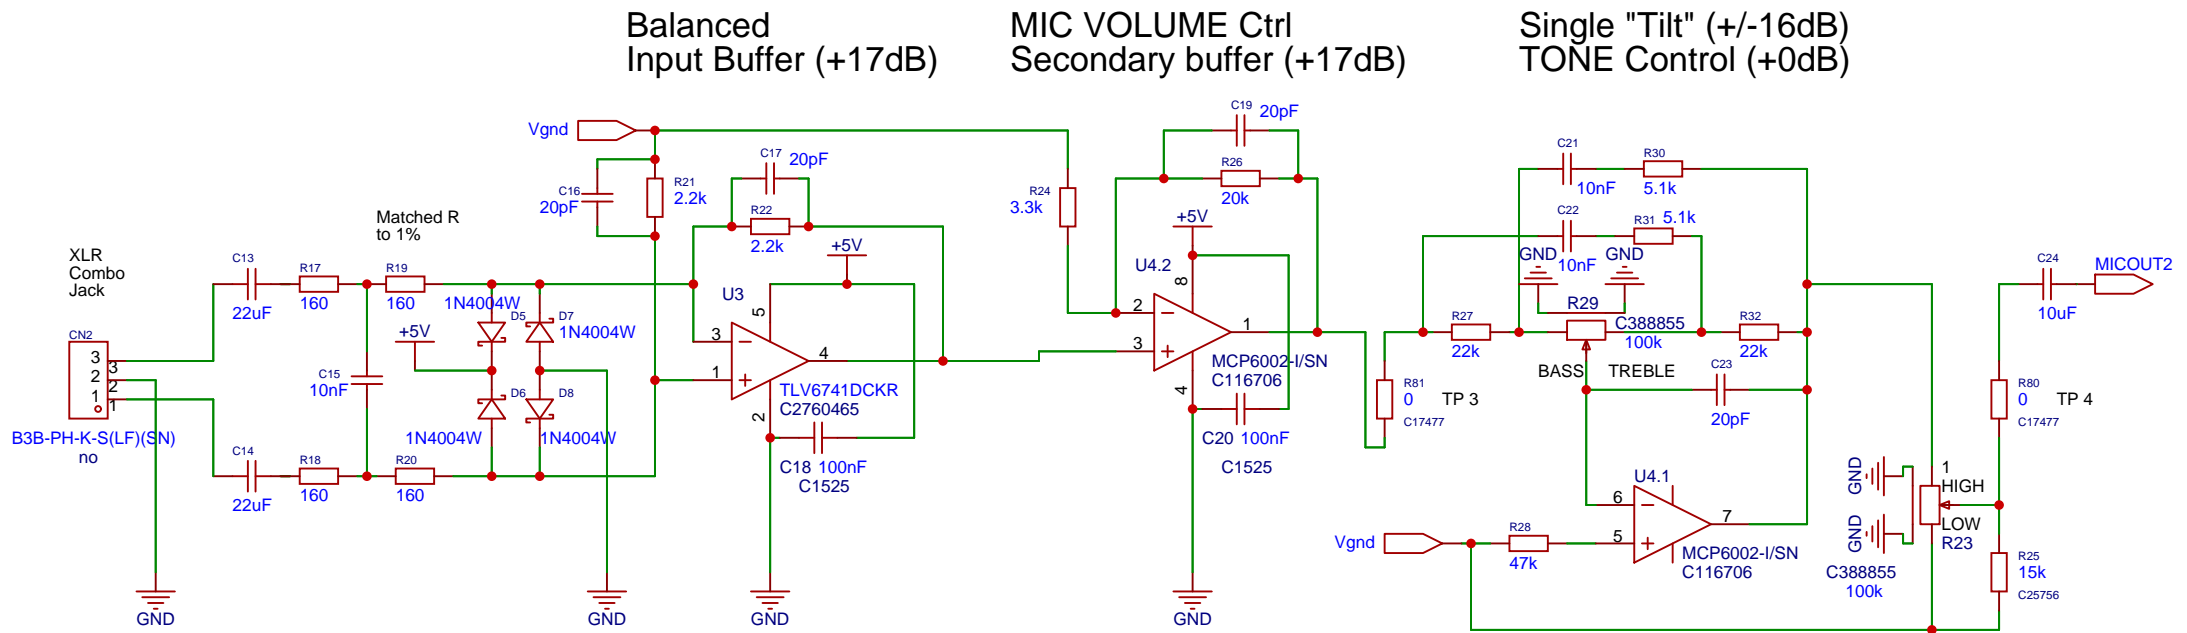 Balanced
Input Buffer (+17dB)
MIC VOLUME Ctrl
Secondary buffer (+17dB)
Single "Tilt" (+/-16dB)
TONE Control (+0dB)
XLR
Combo
Jack
CN2
3
2
1
3
2
1
B3B-PH-K-S(LF)(SN)
no
GND
C13
22uF
R17
160
R19
160
Matched R
to 1%
C15
10nF
C14
22uF
R18
160
R20
160
+5V
1N4004W
D5
D7
1N4004W
D6
1N4004W
D8
1N4004W
GND
Vgnd
C16
20pF
R21
2.2k
C17
20pF
R22
2.2k
+5V
U3
5
3
1
4
2
TLV6741DCKR
C2760465
C18
100nF
C1525
GND
R24
3.3k
C19
20pF
R26
20k
+5V
U4.2
8
2
3
1
4
MCP6002-I/SN
C116706
C20
100nF
C1525
GND
R81
0
C17477
TP 3
C21
10nF
R30
5.1k
C22
10nF
R31
5.1k
GND
GND
R27
22k
R29
C388855
100k
R32
22k
BASS
TREBLE
C23
20pF
U4.1
6
5
7
MCP6002-I/SN
C116706
Vgnd
R28
47k
GND
GND
1
HIGH
LOW
R23
C388855
100k
C24
10uF
MICOUT2
R80
0
C17477
TP 4
R25
15k
C25756